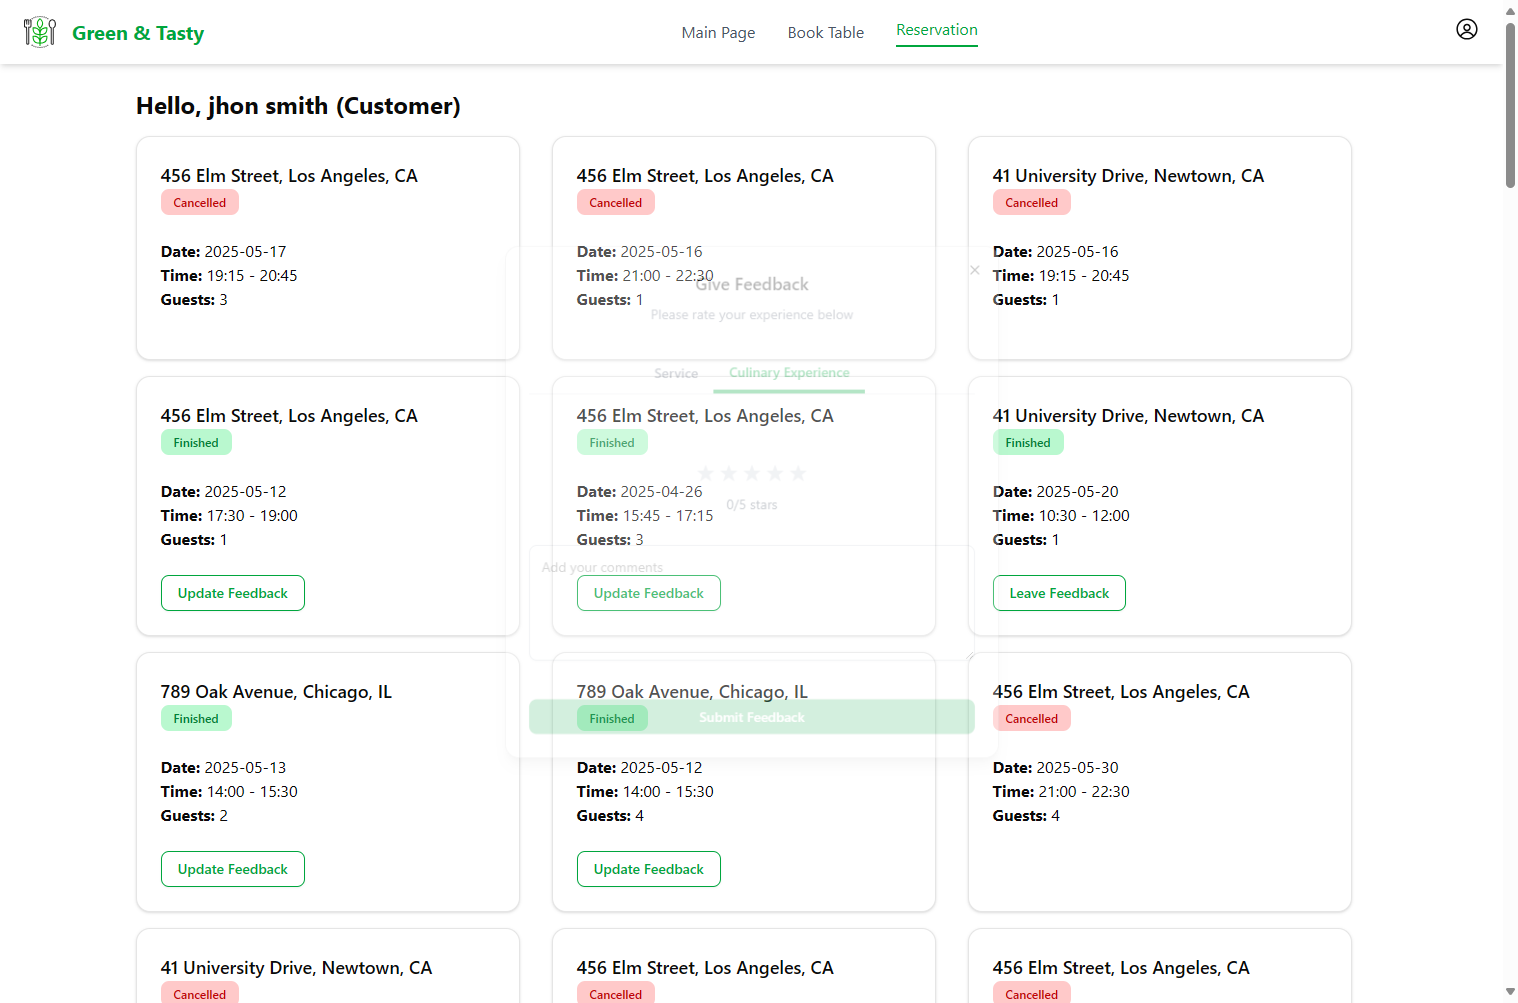 Green & Tasty
Main Page
Book Table
Reservation
Hello, jhon smith (Customer)
456 Elm Street, Los Angeles, CA
Cancelled
Date: 2025-05-17
Time: 19:15 - 20:45
Guests: 3
456 Elm Street, Los Angeles, CA
Cancelled
Date: 2025-05-16
Time: 21:00 - 22:30
Guests: 1
41 University Drive, Newtown, CA
Cancelled
Date: 2025-05-16
Time: 19:15 - 20:45
Guests: 1
Give Feedback
Please rate your experience below
Service
Culinary Experience
0/5 stars
Add your comments
Submit Feedback
456 Elm Street, Los Angeles, CA
Finished
Date: 2025-05-12
Time: 17:30 - 19:00
Guests: 1
Update Feedback
456 Elm Street, Los Angeles, CA
Finished
Date: 2025-04-26
Time: 15:45 - 17:15
Guests: 3
Update Feedback
41 University Drive, Newtown, CA
Finished
Date: 2025-05-20
Time: 10:30 - 12:00
Guests: 1
Leave Feedback
789 Oak Avenue, Chicago, IL
Finished
Date: 2025-05-13
Time: 14:00 - 15:30
Guests: 2
Update Feedback
789 Oak Avenue, Chicago, IL
Finished
Date: 2025-05-12
Time: 14:00 - 15:30
Guests: 4
Update Feedback
456 Elm Street, Los Angeles, CA
Cancelled
Date: 2025-05-30
Time: 21:00 - 22:30
Guests: 4
41 University Drive, Newtown, CA
Cancelled
456 Elm Street, Los Angeles, CA
Cancelled
456 Elm Street, Los Angeles, CA
Cancelled